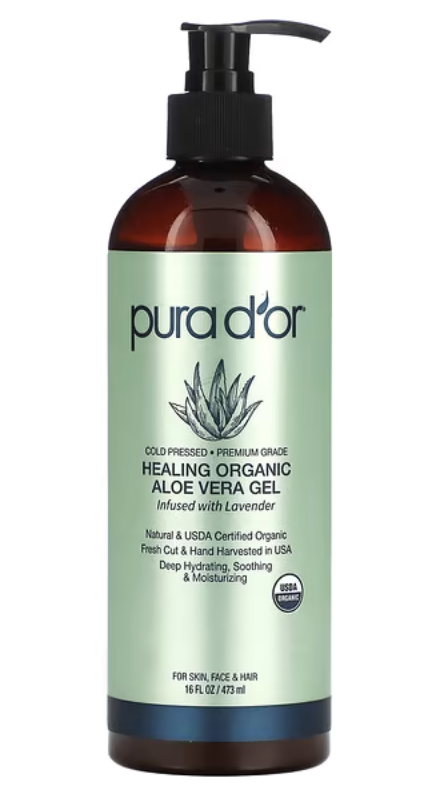 pura d'or
COLD PRESSED • PREMIUM GRADE
HEALING ORGANIC
ALOE VERA GEL
Infused with Lavender
Natural & USDA Certified Organic
Fresh Cut & Hand Harvested in USA
Deep Hydrating, Soothing
& Moisturizing
USDA
ORGANIC
FOR SKIN, FACE & HAIR
16 FL OZ / 473 ml